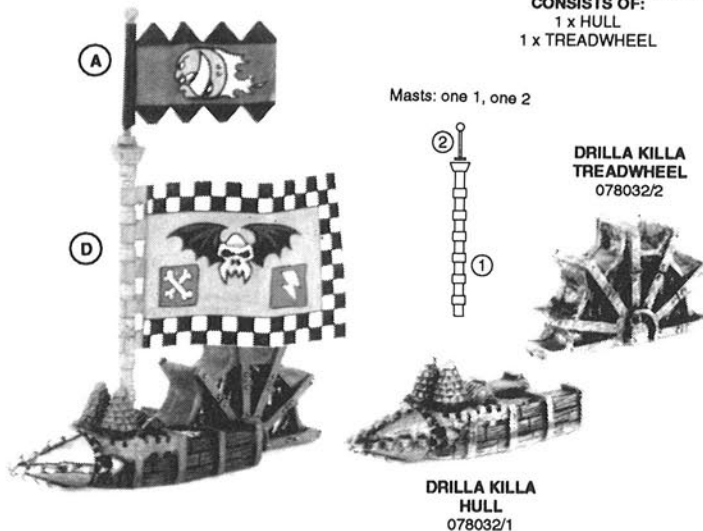 CONSISTS OF:
1 x HULL
1 x TREADWHEEL
A
Masts: one 1, one 2
2
DRILLA KILLA
TREADWHEEL
078032/2
D
1
DRILLA KILLA
HULL
078032/1